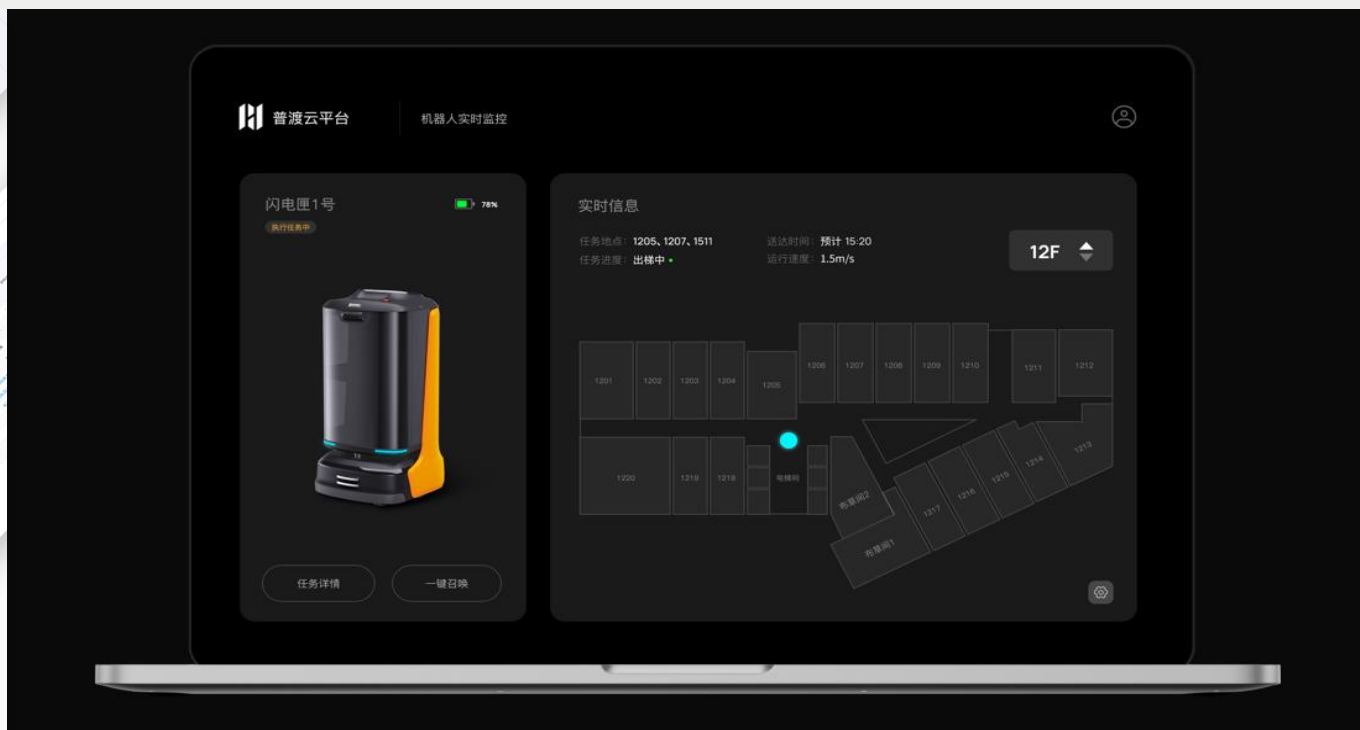 普渡云平台
机器人实时监控
闪电匣1号
78%
执行任务中
任务详情
一键召唤
实时信息
任务地点：1205、1207、1511
送达时间：预计 15:20
任务进度：出梯中
运行速度：1.5m/s
12F
1201
1202
1203
1204
1205
1206
1207
1208
1209
1210
1211
1212
1220
1219
1218
电梯间
布草间2
布草间1
1217
1216
1215
1214
1213